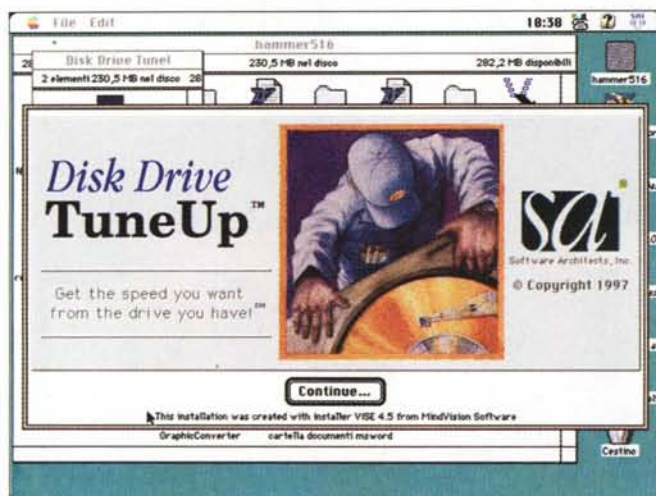 File Edit 18:38
hammer516
Disk Drive Tune!
230,5 MB nel disco 282,2 MB disponibili
2 elementi 230,5 MB nel disco 28
hammer516
Disk Drive
TuneUp™
Get the speed you want
from the drive you have!℠
sai
Software Architects, Inc.
© Copyright 1997
Continue...
This installation was created with Installer VISE 4.5 from MindVision Software
GraphicConverter cartella documenti msword
Cestino